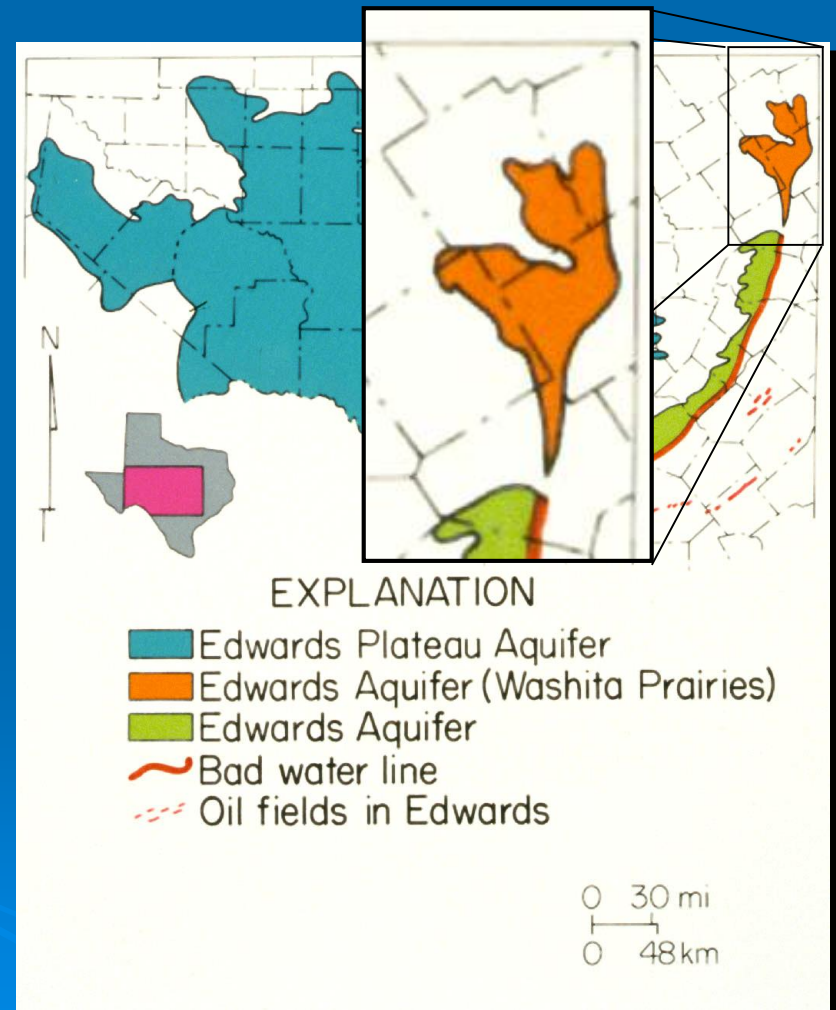 N
EXPLANATION
Edwards Plateau Aquifer
Edwards Aquifer (Washita Prairies)
Edwards Aquifer
Bad water line
Oil fields in Edwards
0 30 mi
0 48 km